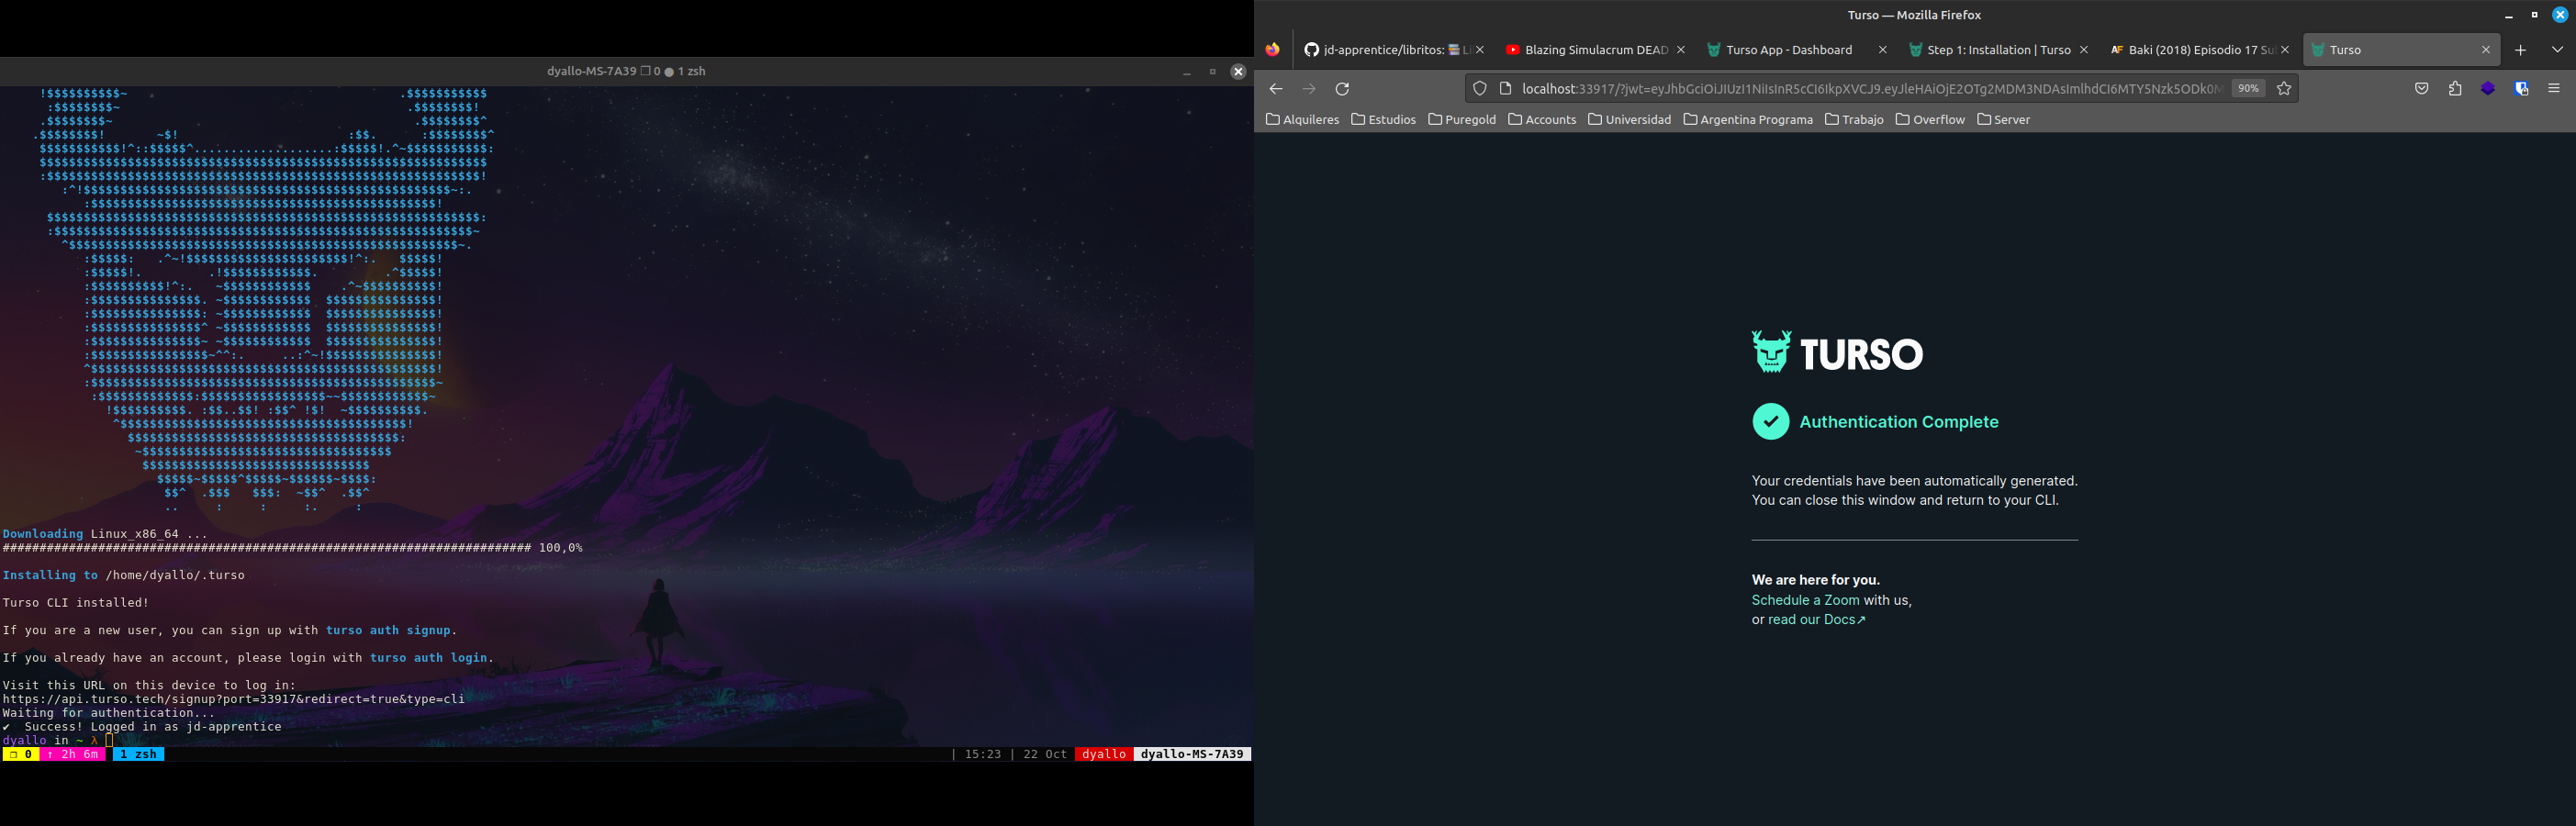 dyallo-MS-7A39 ❐ 0 ● 1 zsh
Downloading Linux_x86_64 ...
######################################################################## 100,0%
Installing to /home/dyallo/.turso
Turso CLI installed!
If you are a new user, you can sign up with turso auth signup.
If you already have an account, please login with turso auth login.
Visit this URL on this device to log in:
https://api.turso.tech/signup?port=33917&redirect=true&type=cli
Waiting for authentication...
✔ Success! Logged in as jd-apprentice
dyallo in ~ λ
❐ 0 ↑ 2h 6m 1 zsh | 15:23 | 22 Oct dyallo dyallo-MS-7A39
Turso — Mozilla Firefox
jd-apprentice/libritos: 📚 Li Blazing Simulacrum DEAD Turso App - Dashboard Step 1: Installation | Turso Baki (2018) Episodio 17 Sub Turso
localhost:33917/?jwt= 90%
Alquileres Estudios Puregold Accounts Universidad Argentina Programa Trabajo Overflow Server
TURSO
Authentication Complete
Your credentials have been automatically generated.
You can close this window and return to your CLI.
We are here for you.
Schedule a Zoom with us,
or read our Docs↗